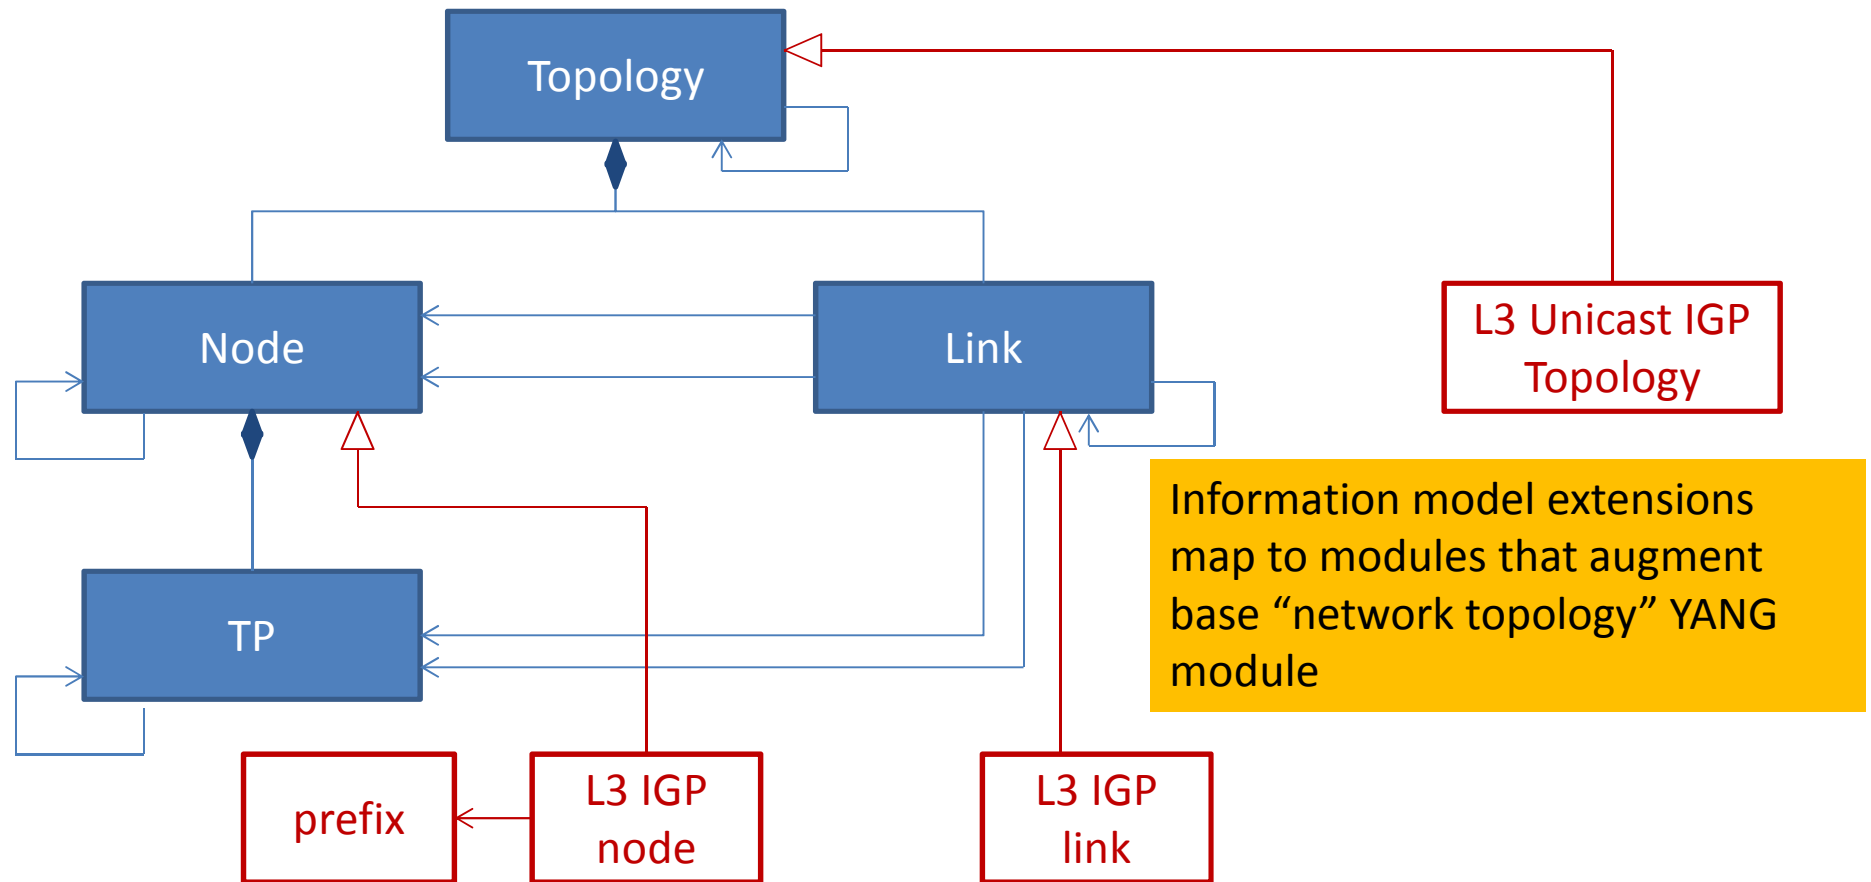 Topology
Node
Link
L3 Unicast IGP
Topology
Information model extensions
map to modules that augment
base “network topology” YANG
module
TP
prefix
L3 IGP
node
L3 IGP
link